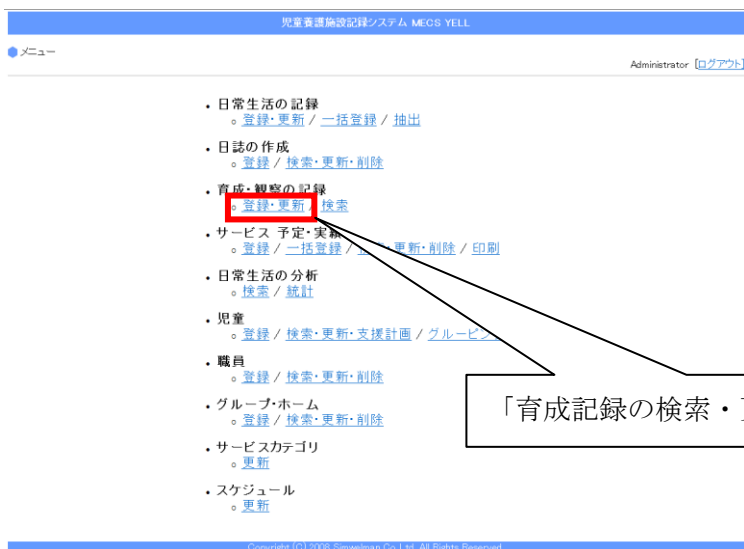 児童養護施設記録システム MECS YELL
メニュー
Administrator [ログアウト]
・日常生活の記録
登録・更新 / 一括登録 / 抽出
・日誌の作成
登録 / 検索・更新・削除
・育成・観察の記録
登録・更新 / 検索
・サービス 予定・実績
登録 / 一括登録 / 検索・更新・削除 / 印刷
・日常生活の分析
検索 / 統計
・児童
登録 / 検索・更新・支援計画 / グルーピング
・職員
登録 / 検索・更新・削除
・グループ・ホーム
登録 / 検索・更新・削除
「育成記録の検索・
・サービスカテゴリ
更新
・スケジュール
更新
Copyright (C) 2008 Simwelman Co.,Ltd. All Rights Reserved